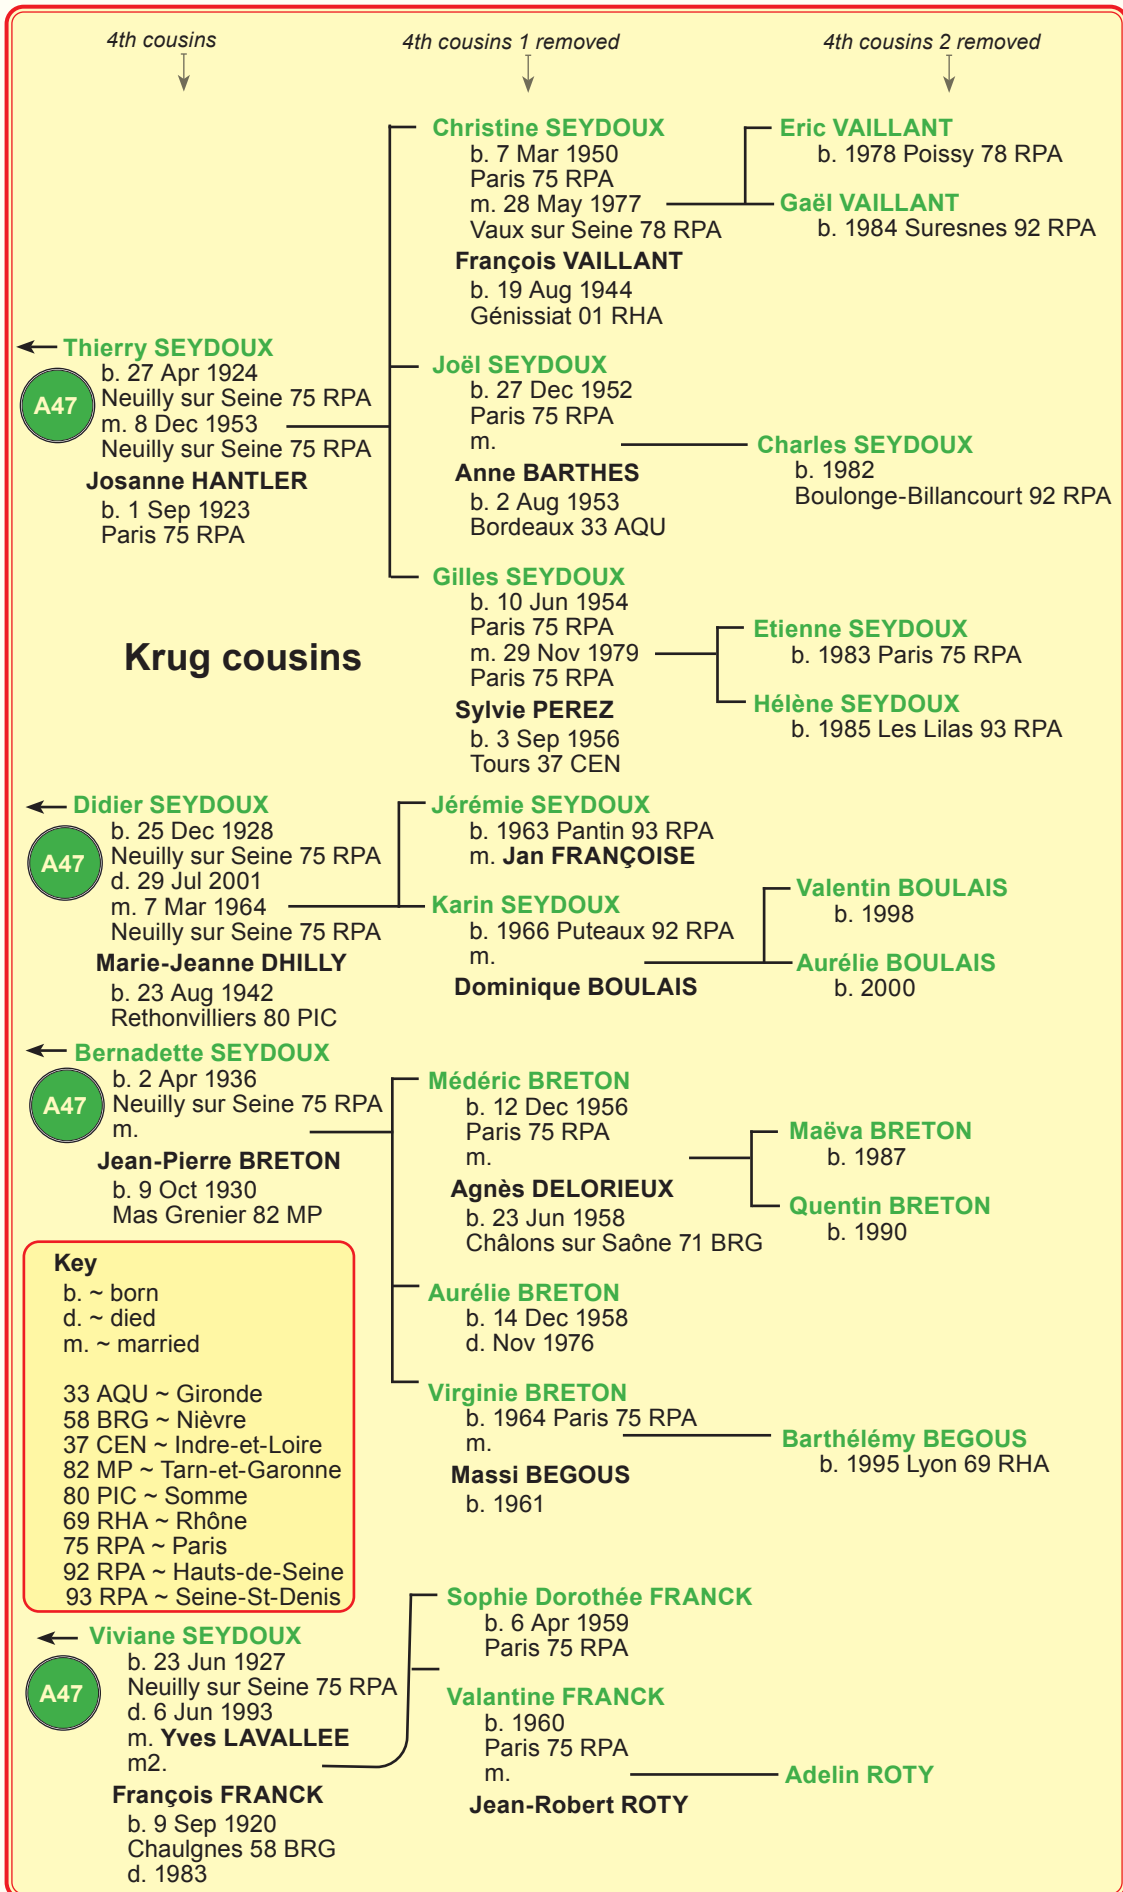 4th cousins
4th cousins 1 removed
4th cousins 2 removed
Thierry SEYDOUX
A47
b. 27 Apr 1924
Neuilly sur Seine 75 RPA
m. 8 Dec 1953
Neuilly sur Seine 75 RPA
Josanne HANTLER
b. 1 Sep 1923
Paris 75 RPA
Christine SEYDOUX
b. 7 Mar 1950
Paris 75 RPA
m. 28 May 1977
Vaux sur Seine 78 RPA
François VAILLANT
b. 19 Aug 1944
Génissiat 01 RHA
Eric VAILLANT
b. 1978 Poissy 78 RPA
Gaël VAILLANT
b. 1984 Suresnes 92 RPA
Joël SEYDOUX
b. 27 Dec 1952
Paris 75 RPA
m.
Anne BARTHES
b. 2 Aug 1953
Bordeaux 33 AQU
Charles SEYDOUX
b. 1982
Boulonge-Billancourt 92 RPA
Gilles SEYDOUX
b. 10 Jun 1954
Paris 75 RPA
m. 29 Nov 1979
Paris 75 RPA
Sylvie PEREZ
b. 3 Sep 1956
Tours 37 CEN
Etienne SEYDOUX
b. 1983 Paris 75 RPA
Hélène SEYDOUX
b. 1985 Les Lilas 93 RPA
Krug cousins
Didier SEYDOUX
A47
b. 25 Dec 1928
Neuilly sur Seine 75 RPA
d. 29 Jul 2001
m. 7 Mar 1964
Neuilly sur Seine 75 RPA
Marie-Jeanne DHILLY
b. 23 Aug 1942
Rethonvilliers 80 PIC
Jérémie SEYDOUX
b. 1963 Pantin 93 RPA
m. Jan FRANÇOISE
Karin SEYDOUX
b. 1966 Puteaux 92 RPA
m.
Dominique BOULAIS
Valentin BOULAIS
b. 1998
Aurélie BOULAIS
b. 2000
Bernadette SEYDOUX
A47
b. 2 Apr 1936
Neuilly sur Seine 75 RPA
m.
Jean-Pierre BRETON
b. 9 Oct 1930
Mas Grenier 82 MP
Médéric BRETON
b. 12 Dec 1956
Paris 75 RPA
m.
Agnès DELORIEUX
b. 23 Jun 1958
Châlons sur Saône 71 BRG
Maëva BRETON
b. 1987
Quentin BRETON
b. 1990
Aurélie BRETON
b. 14 Dec 1958
d. Nov 1976
Virginie BRETON
b. 1964 Paris 75 RPA
m.
Massi BEGOUS
b. 1961
Barthélémy BEGOUS
b. 1995 Lyon 69 RHA
Key
b. ~ born
d. ~ died
m. ~ married
33 AQU ~ Gironde
58 BRG ~ Nièvre
37 CEN ~ Indre-et-Loire
82 MP ~ Tarn-et-Garonne
80 PIC ~ Somme
69 RHA ~ Rhône
75 RPA ~ Paris
92 RPA ~ Hauts-de-Seine
93 RPA ~ Seine-St-Denis
Viviane SEYDOUX
A47
b. 23 Jun 1927
Neuilly sur Seine 75 RPA
d. 6 Jun 1993
m. Yves LAVALLEE
m2.
François FRANCK
b. 9 Sep 1920
Chaulgnes 58 BRG
d. 1983
Sophie Dorothée FRANCK
b. 6 Apr 1959
Paris 75 RPA
Valantine FRANCK
b. 1960
Paris 75 RPA
m.
Jean-Robert ROTY
Adelin ROTY